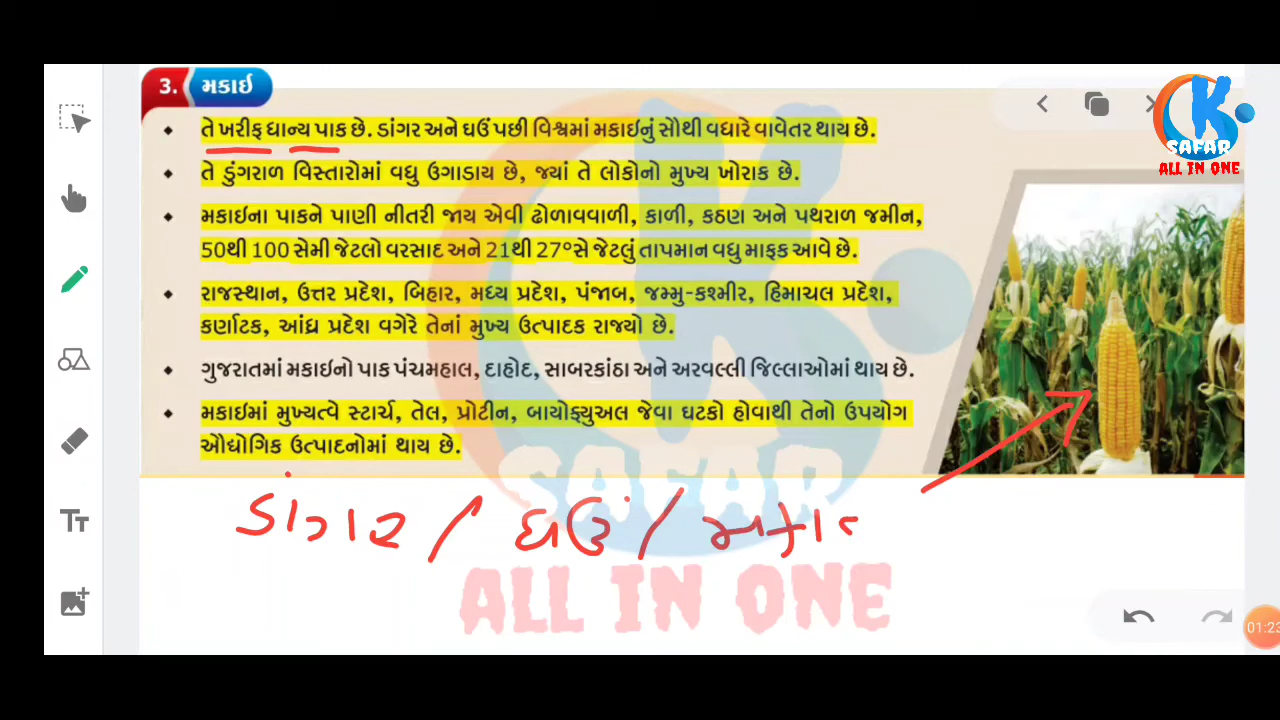 3. મકાઈ
K
SAFAR
ALL IN ONE
તે ખરીફ ધાન્ય પાક છે. ડાંગર અને ઘઉં પછી વિશ્વમાં મકાઈનું સૌથી વધારે વાવેતર થાય છે.
તે ડુંગરાળ વિસ્તારોમાં વધુ ઉગાડાય છે, જ્યાં તે લોકોનો મુખ્ય ખોરાક છે.
મકાઈના પાકને પાણી નીતરી જાય એવી ઢોળાવવાળી, કાળી, કઠણ અને પથરાળ જમીન,
50થી 100 સેમી જેટલો વરસાદ અને 21થી 27°સે જેટલું તાપમાન વધુ માફક આવે છે.
રાજસ્થાન, ઉત્તર પ્રદેશ, બિહાર, મધ્ય પ્રદેશ, પંજાબ, જમ્મુ-કશ્મીર, હિમાચલ પ્રદેશ,
કર્ણાટક, આંધ્ર પ્રદેશ વગેરે તેનાં મુખ્ય ઉત્પાદક રાજ્યો છે.
ગુજરાતમાં મકાઈનો પાક પંચમહાલ, દાહોદ, સાબરકાંઠા અને અરવલ્લી જિલ્લાઓમાં થાય છે.
મકાઈમાં મુખ્યત્વે સ્ટાર્ચ, તેલ, પ્રોટીન, બાયોફ્યુઅલ જેવા ઘટકો હોવાથી તેનો ઉપયોગ
ઔદ્યોગિક ઉત્પાદનોમાં થાય છે.
SAFAR
ડાંગર / ઘઉં /
ALL IN ONE
Tт
01:23